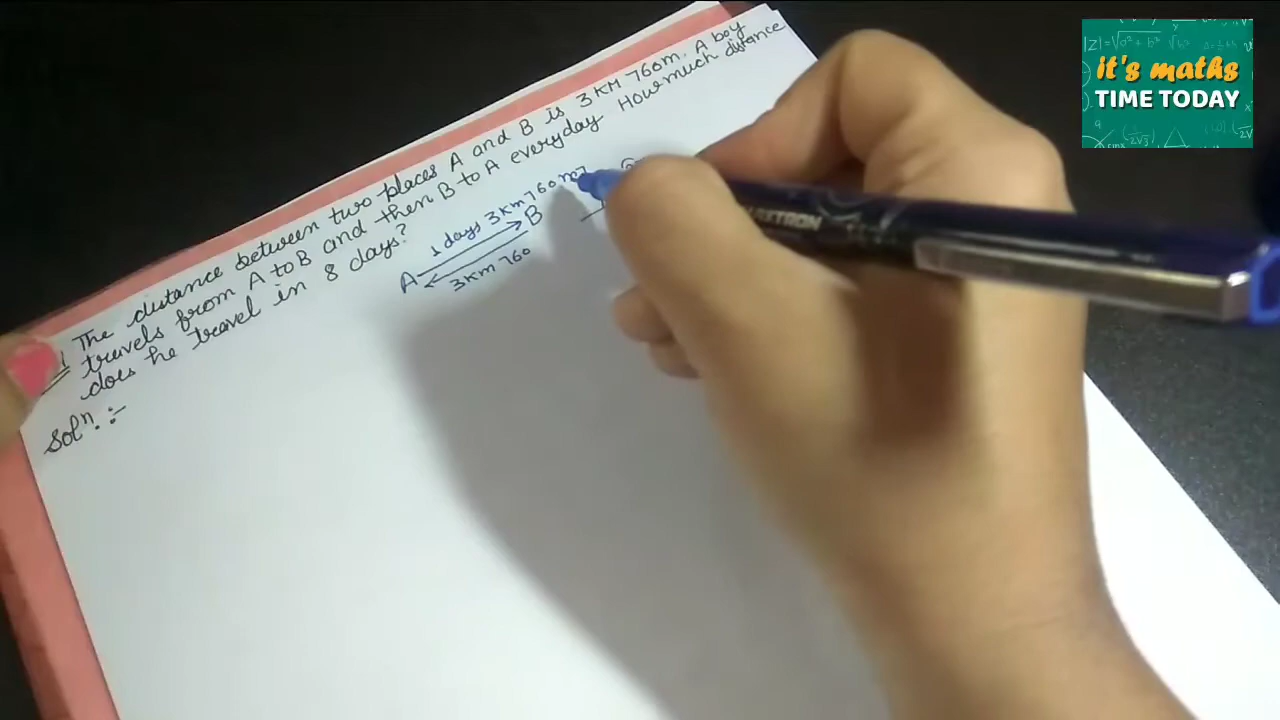 The distance between two places A and B is 3 KM 760m. A boy
travels from A to B and then B to A everyday How much distance
does he travel in 8 days?
Solⁿ. :-
1 days 3Km 760m
A B
3Km 760
it's maths
TIME TODAY